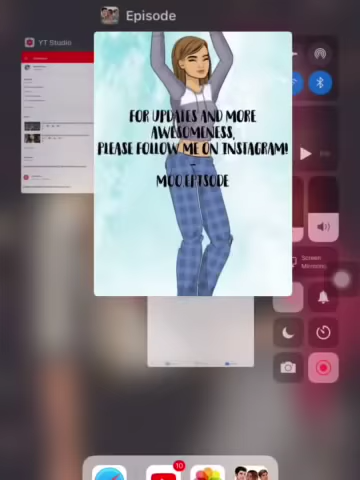 Episode
YT Studio
FOR UPDATES AND MORE
AWESOMENESS,
PLEASE FOLLOW ME ON INSTAGRAM!
-
MOO.EPISODE
Screen
Mirroring
10